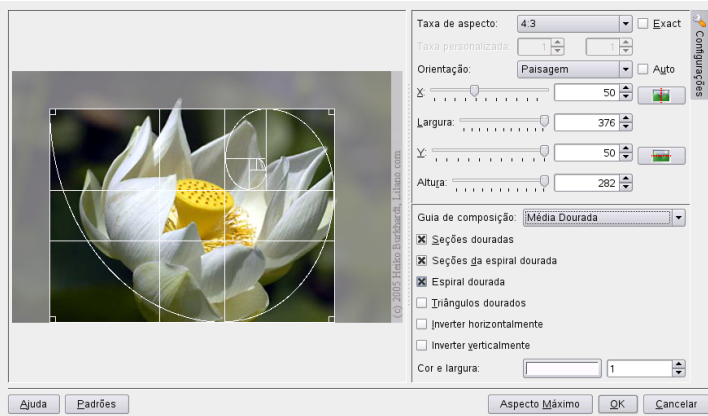 Taxa de aspecto: 4:3 Exact
Taxa personalizada: 1 1
Orientação: Paisagem Auto
X: 50
Largura: 376
Y: 50
Altura: 282
Configurações
(c) 2005 Heiko Burkhardt, Lilano.com
Guia de composição: Média Dourada
Seções douradas
Seções da espiral dourada
Espiral dourada
Triângulos dourados
Inverter horizontalmente
Inverter verticalmente
Cor e largura: 1
Ajuda Padrões Aspecto Máximo OK Cancelar